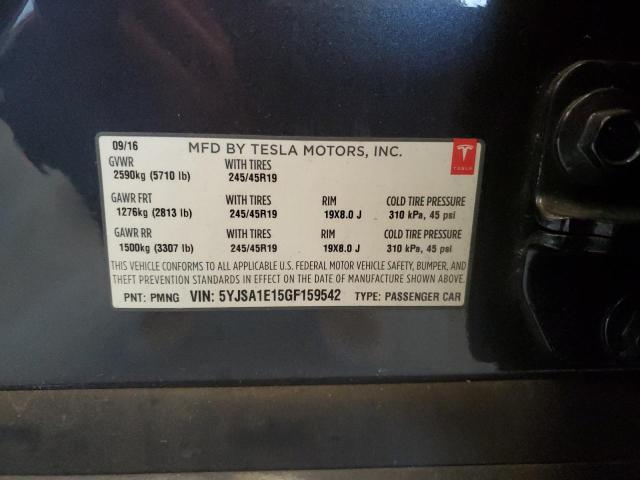 09/16 MFD BY TESLA MOTORS, INC.
GVWR WITH TIRES
2590kg (5710 lb) 245/45R19
TESLA
GAWR FRT WITH TIRES RIM COLD TIRE PRESSURE
1276kg (2813 lb) 245/45R19 19X8.0 J 310 kPa, 45 psi
GAWR RR WITH TIRES RIM COLD TIRE PRESSURE
1500kg (3307 lb) 245/45R19 19X8.0 J 310 kPa, 45 psi
THIS VEHICLE CONFORMS TO ALL APPLICABLE U.S. FEDERAL MOTOR VEHICLE SAFETY, BUMPER, AND
THEFT PREVENTION STANDARDS IN EFFECT ON THE DATE OF MANUFACTURE SHOWN ABOVE.
PNT: PMNG VIN: 5YJSA1E15GF159542 TYPE: PASSENGER CAR